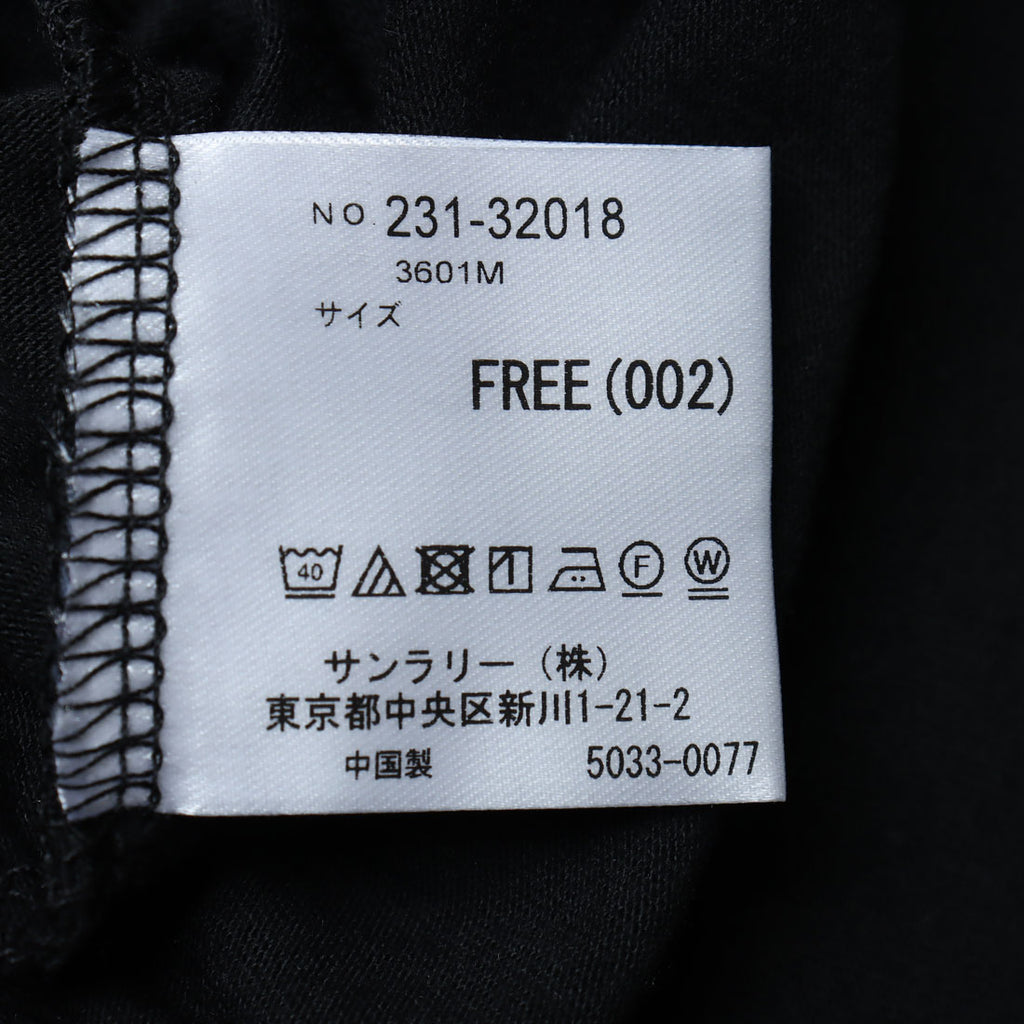 NO. 231-32018
3601M
サイズ
FREE(002)
40 F W
サンラリー（株）
東京都中央区新川1-21-2
中国製 5033-0077